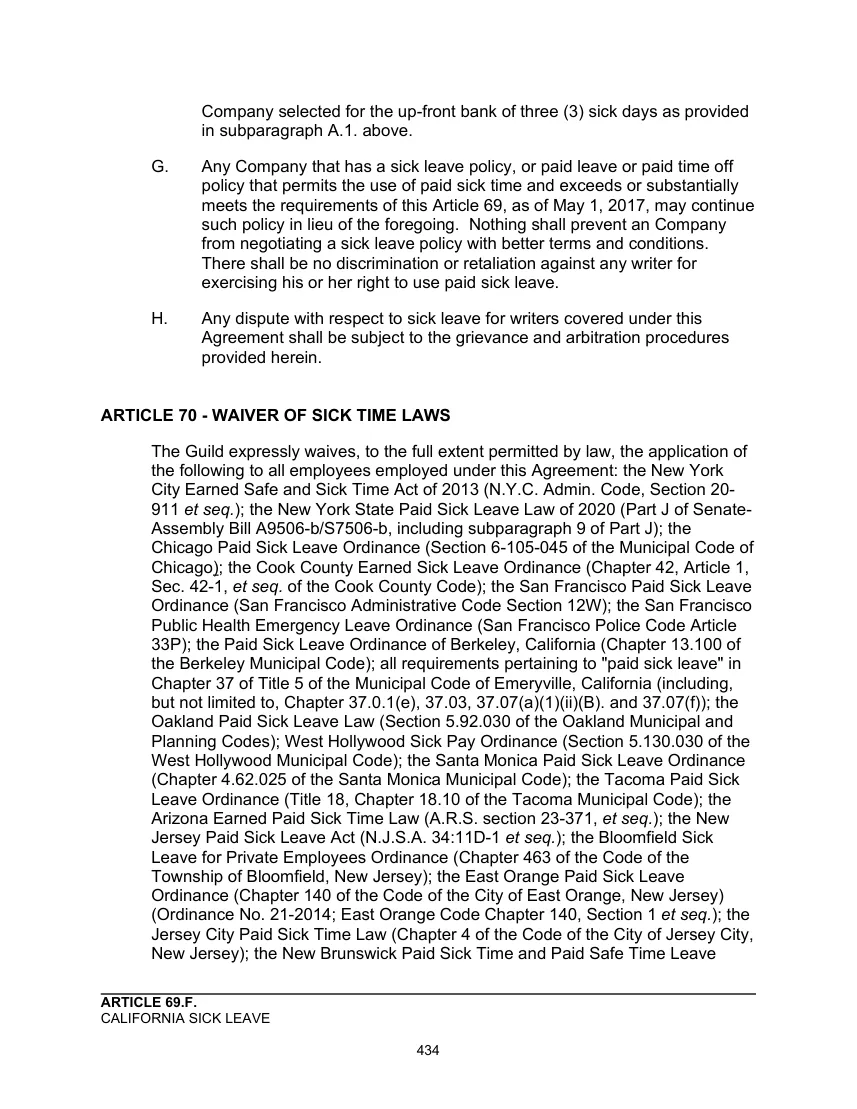 Company selected for the up-front bank of three (3) sick days as provided
in subparagraph A.1. above.
G. Any Company that has a sick leave policy, or paid leave or paid time off
policy that permits the use of paid sick time and exceeds or substantially
meets the requirements of this Article 69, as of May 1, 2017, may continue
such policy in lieu of the foregoing.  Nothing shall prevent an Company
from negotiating a sick leave policy with better terms and conditions.
There shall be no discrimination or retaliation against any writer for
exercising his or her right to use paid sick leave.
H. Any dispute with respect to sick leave for writers covered under this
Agreement shall be subject to the grievance and arbitration procedures
provided herein.
ARTICLE 70 - WAIVER OF SICK TIME LAWS
The Guild expressly waives, to the full extent permitted by law, the application of
the following to all employees employed under this Agreement: the New York
City Earned Safe and Sick Time Act of 2013 (N.Y.C. Admin. Code, Section 20-
911 et seq.); the New York State Paid Sick Leave Law of 2020 (Part J of Senate-
Assembly Bill A9506-b/S7506-b, including subparagraph 9 of Part J); the
Chicago Paid Sick Leave Ordinance (Section 6-105-045 of the Municipal Code of
Chicago); the Cook County Earned Sick Leave Ordinance (Chapter 42, Article 1,
Sec. 42-1, et seq. of the Cook County Code); the San Francisco Paid Sick Leave
Ordinance (San Francisco Administrative Code Section 12W); the San Francisco
Public Health Emergency Leave Ordinance (San Francisco Police Code Article
33P); the Paid Sick Leave Ordinance of Berkeley, California (Chapter 13.100 of
the Berkeley Municipal Code); all requirements pertaining to "paid sick leave" in
Chapter 37 of Title 5 of the Municipal Code of Emeryville, California (including,
but not limited to, Chapter 37.0.1(e), 37.03, 37.07(a)(1)(ii)(B). and 37.07(f)); the
Oakland Paid Sick Leave Law (Section 5.92.030 of the Oakland Municipal and
Planning Codes); West Hollywood Sick Pay Ordinance (Section 5.130.030 of the
West Hollywood Municipal Code); the Santa Monica Paid Sick Leave Ordinance
(Chapter 4.62.025 of the Santa Monica Municipal Code); the Tacoma Paid Sick
Leave Ordinance (Title 18, Chapter 18.10 of the Tacoma Municipal Code); the
Arizona Earned Paid Sick Time Law (A.R.S. section 23-371, et seq.); the New
Jersey Paid Sick Leave Act (N.J.S.A. 34:11D-1 et seq.); the Bloomfield Sick
Leave for Private Employees Ordinance (Chapter 463 of the Code of the
Township of Bloomfield, New Jersey); the East Orange Paid Sick Leave
Ordinance (Chapter 140 of the Code of the City of East Orange, New Jersey)
(Ordinance No. 21-2014; East Orange Code Chapter 140, Section 1 et seq.); the
Jersey City Paid Sick Time Law (Chapter 4 of the Code of the City of Jersey City,
New Jersey); the New Brunswick Paid Sick Time and Paid Safe Time Leave
ARTICLE 69.F.
CALIFORNIA SICK LEAVE
434